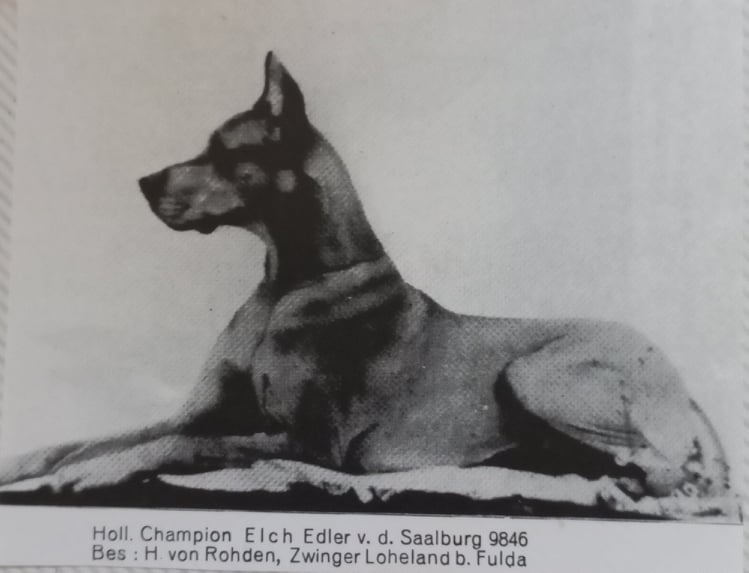 Holl. Champion Elch Edler v. d. Saalburg 9846
Bes : H. von Rohden, Zwinger Loheland b. Fulda